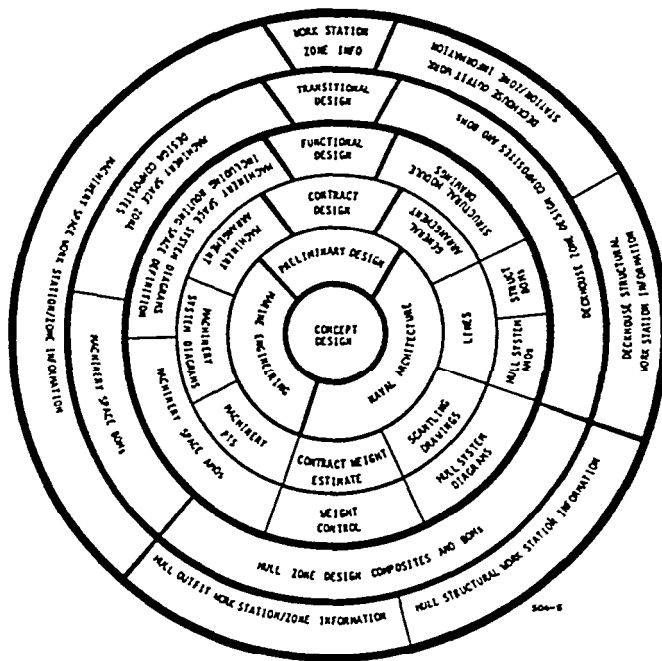 WORK STATION
ZONE INFO
TRANSITIONAL
DESIGN
FUNCTIONAL
DESIGN
CONTRACT
DESIGN
PRELIMINARY DESIGN
CONCEPT
DESIGN
DECKHOUSE OUTPUT WORK
STATION/ZONE INFORMATION
DECKHOUSE STRUCTURAL
WORK STATION INFORMATION
HULL STRUCTURAL WORK STATION INFORMATION
HULL OUTFIT WORK STATION/ZONE INFORMATION
MACHINERY SPACE WORK STATION/ZONE INFORMATION
DECKHOUSE ZONE DESIGN COMPOSITES AND BOMS
HULL ZONE DESIGN COMPOSITES AND BOMs
MACHINERY SPACE BOMs
MACHINERY SPACE ZONE
DESIGN COMPOSITES
STRUCTURAL MODULE
DRAWINGS
STRUCT
BOMS
HULL SYSTEM
AMOs
HULL SYSTEM
DIAGRAMS
WEIGHT
CONTROL
MACHINERY SPACE AMOs
MACHINERY SPACE SYSTEM DIAGRAMS
INCLUDING ROUTING SPACE DEFINITION
GENERAL
ARRANGEMENT
LINES
SCANTLING
DRAWINGS
CONTRACT WEIGHT
ESTIMATE
MACHINERY
PTS
MACHINERY
SYSTEM DIAGRAMS
MACHINERY
ARRANGEMENT
NAVAL ARCHITECTURE
MARINE ENGINEERING